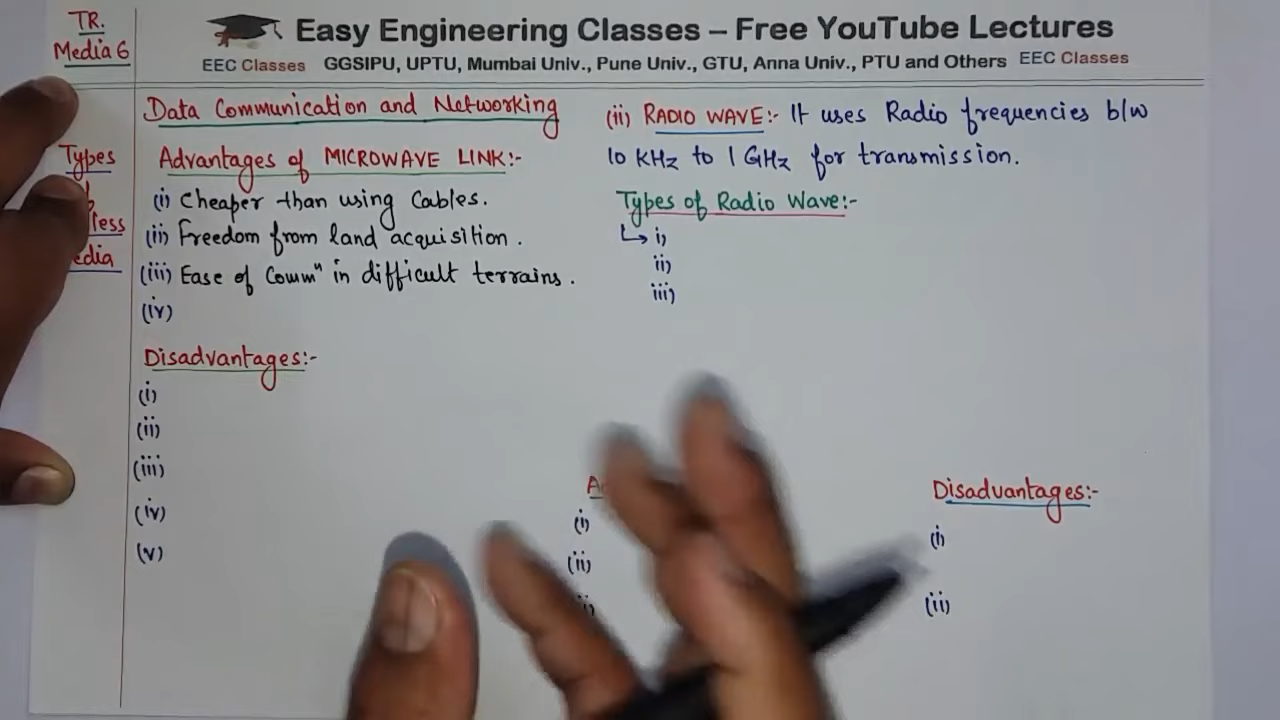 TR.
Media 6
Easy Engineering Classes – Free YouTube Lectures
EEC Classes GGSIPU, UPTU, Mumbai Univ., Pune Univ., GTU, Anna Univ., PTU and Others EEC Classes
Types
Data Communication and Networking
Advantages of MICROWAVE LINK:-
(i) Cheaper than using Cables.
(ii) Freedom from land acquisition.
(iii) Ease of Commⁿ in difficult terrains.
(iv)
Disadvantages:-
(i)
(ii)
(iii)
(iv)
(v)
(ii) RADIO WAVE:- It uses Radio frequencies b/w
10 KHz to 1 GHz for transmission.
Types of Radio Wave:-
↳ i)
ii)
iii)
(i)
(ii)
Disadvantages:-
(i)
(ii)